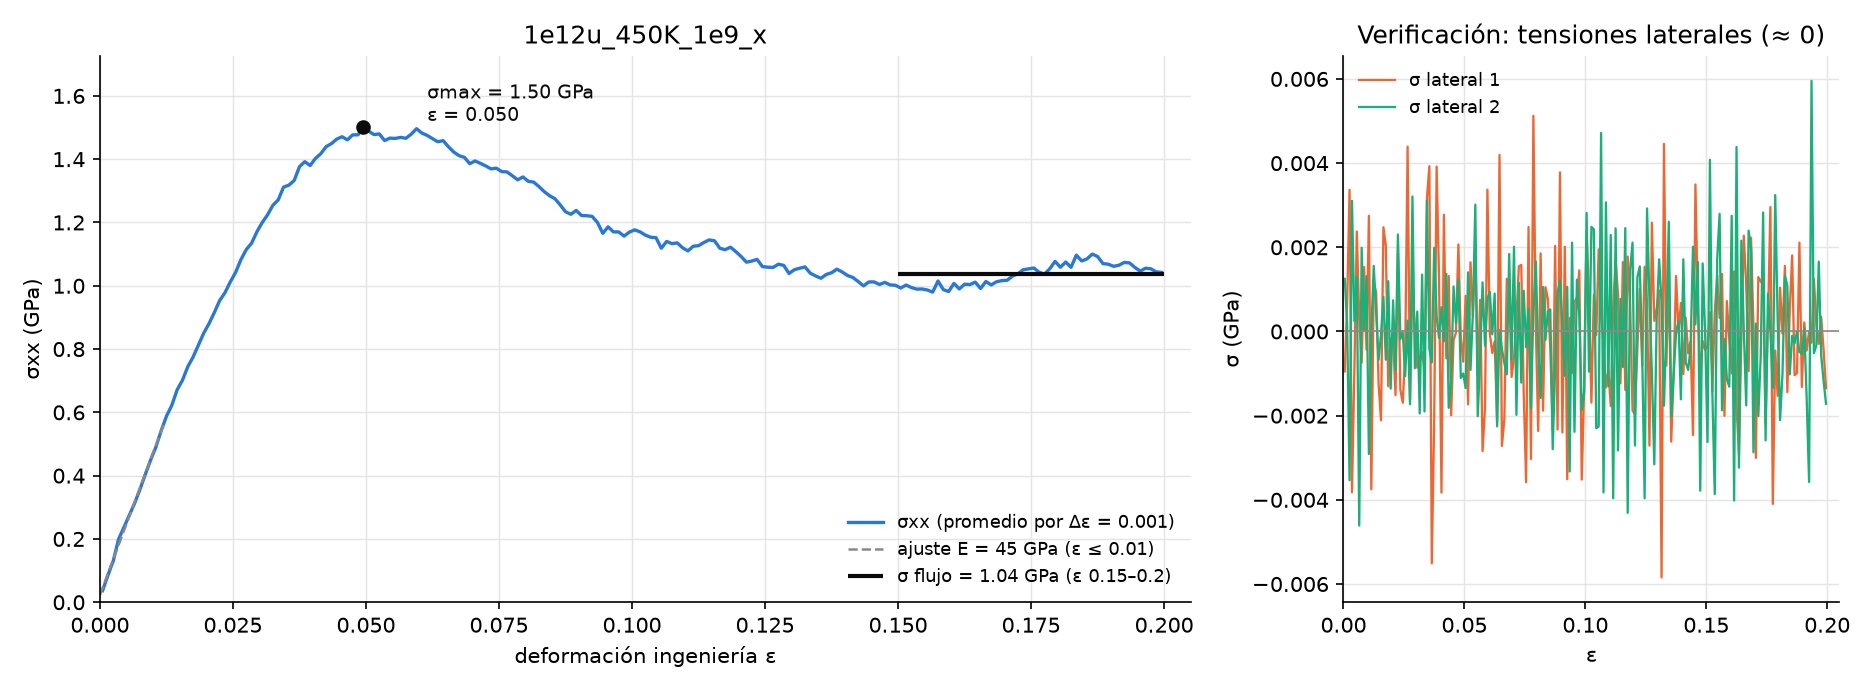 1e12u_450K_1e9_x
σmax = 1.50 GPa
ε = 0.050
σxx (GPa)
1.6
1.4
1.2
1.0
0.8
0.6
0.4
0.2
0.0
σxx (promedio por Δε = 0.001)
ajuste E = 45 GPa (ε ≤ 0.01)
σ flujo = 1.04 GPa (ε 0.15–0.2)
0.000 0.025 0.050 0.075 0.100 0.125 0.150 0.175 0.200
deformación ingeniería ε
Verificación: tensiones laterales (≈ 0)
σ lateral 1
σ lateral 2
σ (GPa)
0.006
0.004
0.002
0.000
−0.002
−0.004
−0.006
0.00 0.05 0.10 0.15 0.20
ε